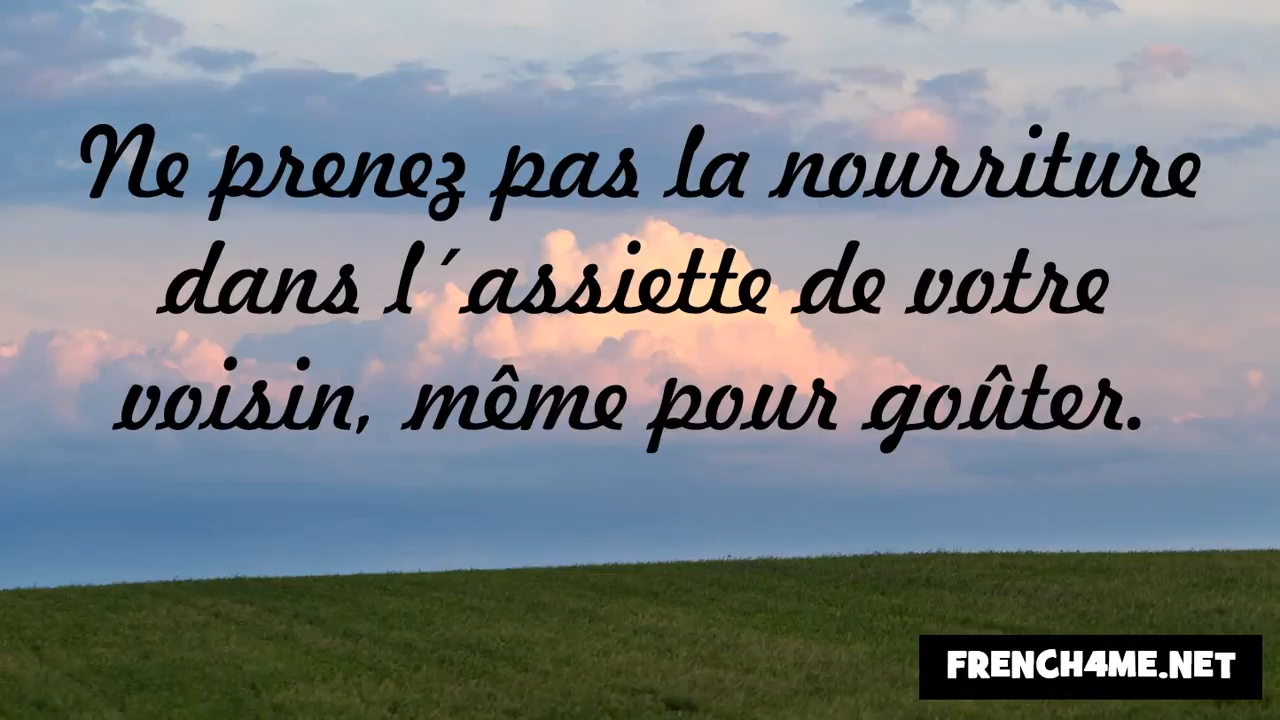 Ne prenez pas la nourriture
dans l´assiette de votre
voisin, même pour goûter.
FRENCH4ME.NET